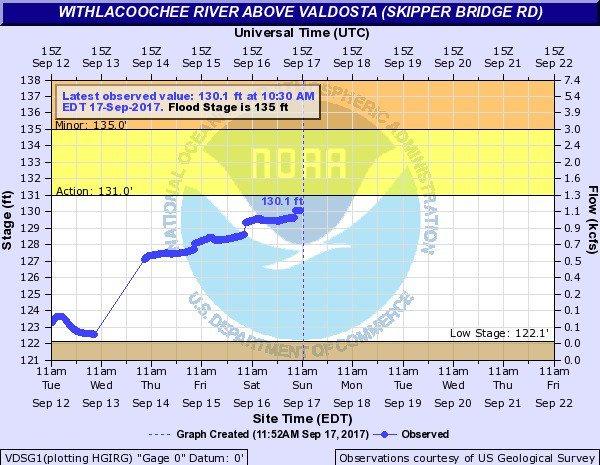 WITHLACOOCHEE RIVER ABOVE VALDOSTA (SKIPPER BRIDGE RD)
Universal Time (UTC)
15Z 15Z 15Z 15Z 15Z 15Z 15Z 15Z 15Z 15Z 15Z
Sep 12 Sep 13 Sep 14 Sep 15 Sep 16 Sep 17 Sep 18 Sep 19 Sep 20 Sep 21 Sep 22
Latest observed value: 130.1 ft at 10:30 AM
EDT 17-Sep-2017. Flood Stage is 135 ft
Minor: 135.0'
Action: 131.0'
130.1 ft
Low Stage: 122.1'
Stage (ft)
138
136
135
133
132
131
130
129
128
127
126
124
123
122
121
Flow (kcfs)
7.4
5.4
3.9
3.0
2.4
2.0
1.6
1.3
1.1
0.9
0.7
0.5
0.4
0.3
0.2
0.1
0.0
0.0
NOAA
NATIONAL OCEANIC AND ATMOSPHERIC ADMINISTRATION
U.S. DEPARTMENT OF COMMERCE
11am 11am 11am 11am 11am 11am 11am 11am 11am 11am 11am
Tue Wed Thu Fri Sat Sun Mon Tue Wed Thu Fri
Sep 12 Sep 13 Sep 14 Sep 15 Sep 16 Sep 17 Sep 18 Sep 19 Sep 20 Sep 21 Sep 22
Site Time (EDT)
Graph Created (11:52AM Sep 17, 2017) Observed
VDSG1(plotting HGIRG) "Gage 0" Datum: 0'
Observations courtesy of US Geological Survey